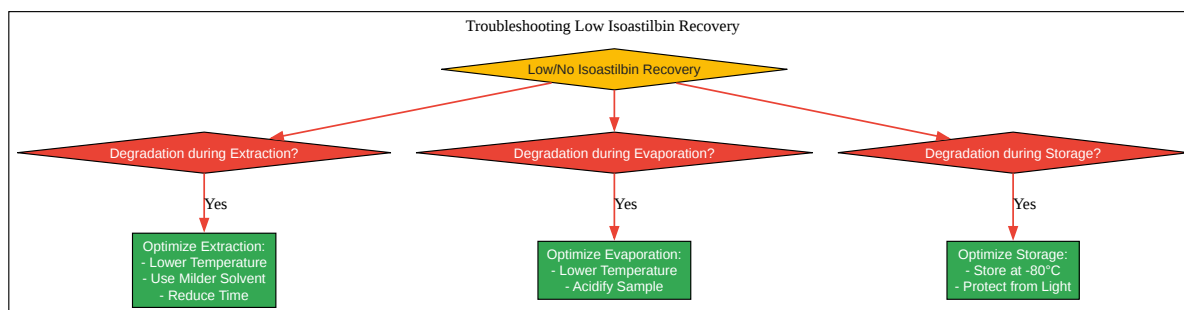 Troubleshooting Low Isoastilbin Recovery
Low/No Isoastilbin Recovery
Degradation during Extraction?
Degradation during Evaporation?
Degradation during Storage?
Yes
Yes
Yes
Optimize Extraction:
- Lower Temperature
- Use Milder Solvent
- Reduce Time
Optimize Evaporation:
- Lower Temperature
- Acidify Sample
Optimize Storage:
- Store at -80°C
- Protect from Light